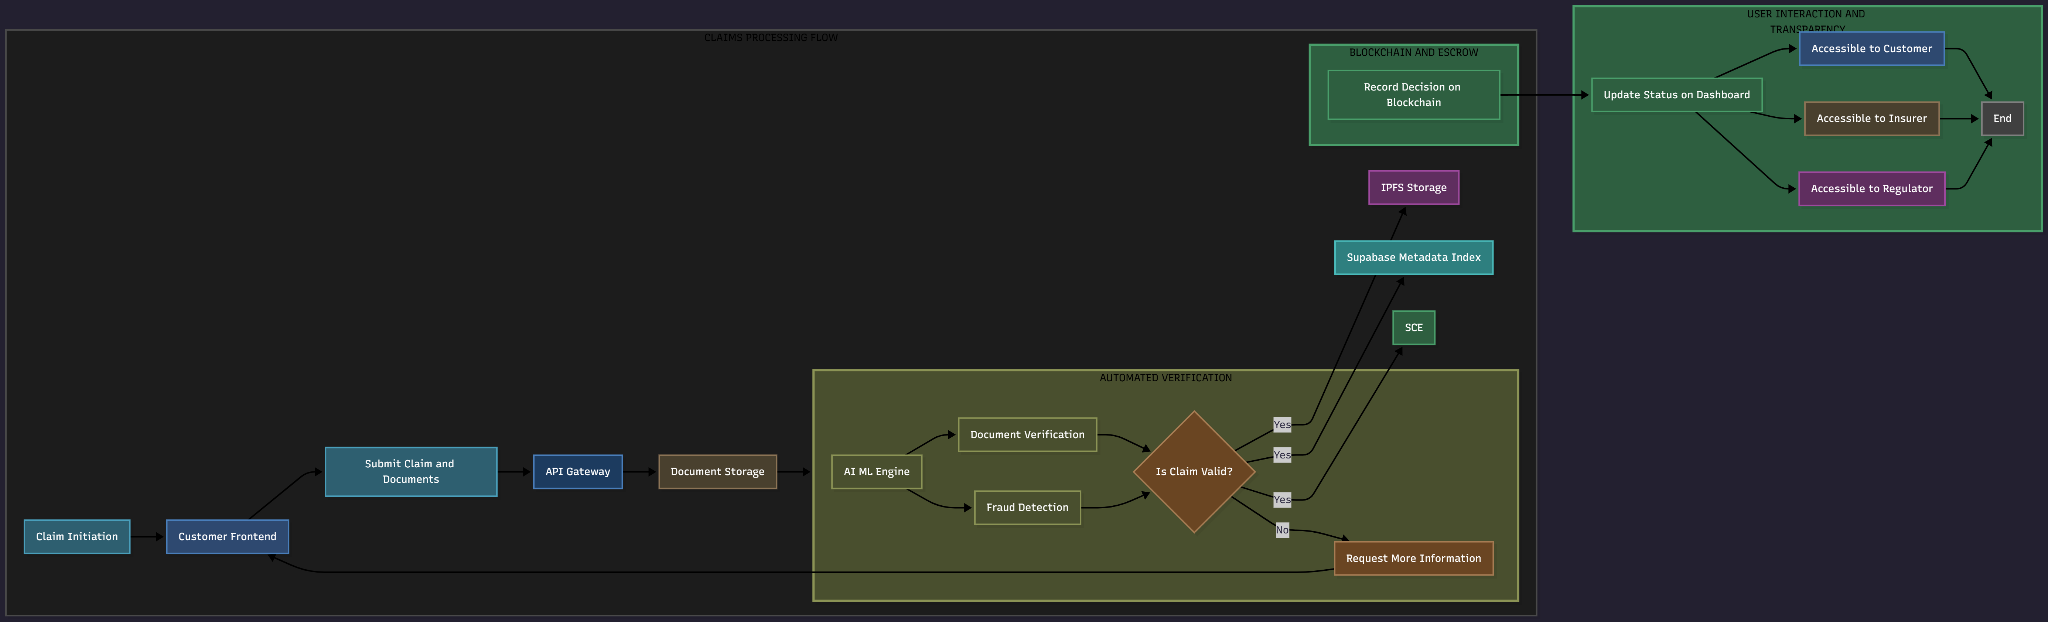 CLAIMS PROCESSING FLOW
BLOCKCHAIN AND ESCROW
Record Decision on
Blockchain
USER INTERACTION AND
TRANSPARENCY
Update Status on Dashboard
Accessible to Customer
Accessible to Insurer
Accessible to Regulator
End
IPFS Storage
Supabase Metadata Index
SCE
AUTOMATED VERIFICATION
Claim Initiation
Customer Frontend
Submit Claim and
Documents
API Gateway
Document Storage
AI ML Engine
Document Verification
Fraud Detection
Is Claim Valid?
Yes
Yes
Yes
No
Request More Information